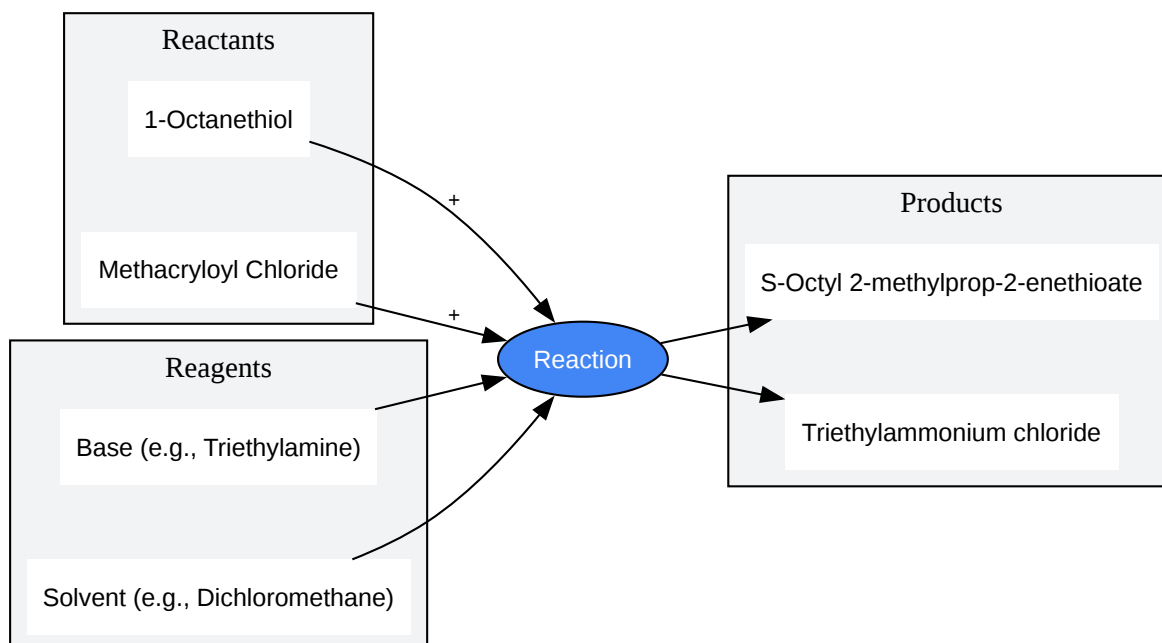 Reactants
1-Octanethiol
+
Methacryloyl Chloride
+
Reagents
Base (e.g., Triethylamine)
Solvent (e.g., Dichloromethane)
Reaction
Products
S-Octyl 2-methylprop-2-enethioate
Triethylammonium chloride